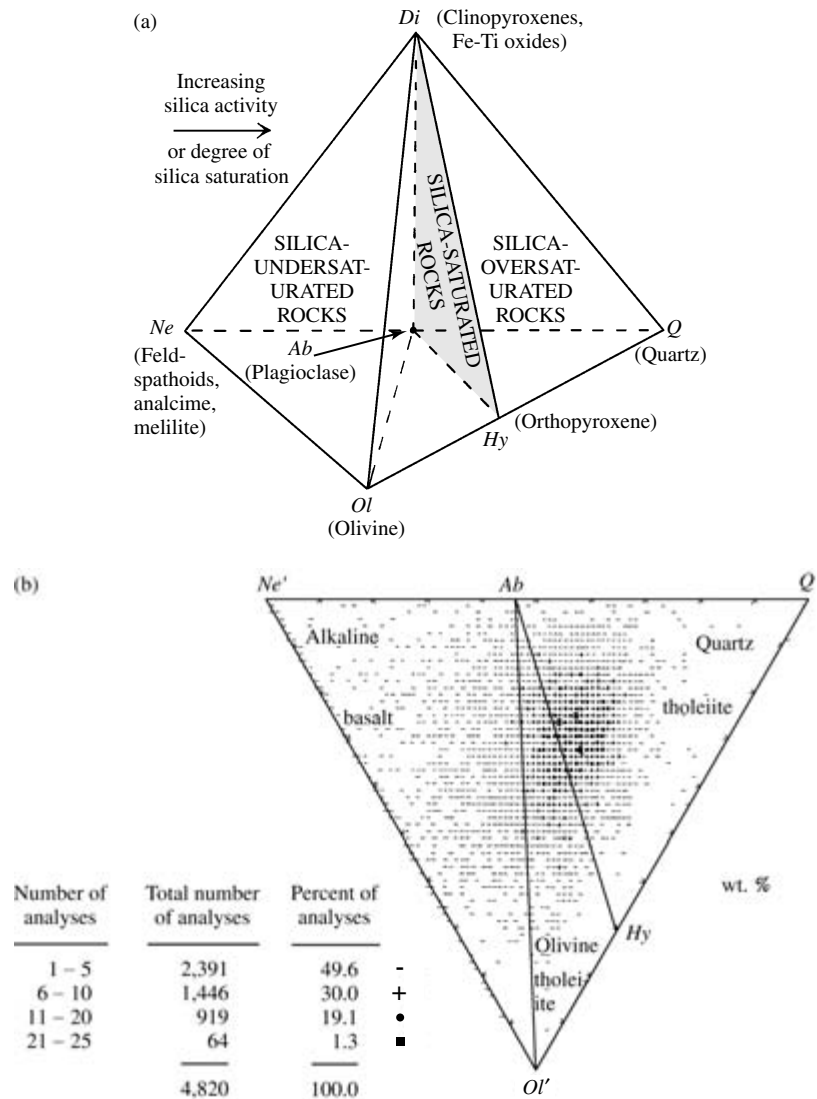 (a)
Di (Clinopyroxenes,
Fe-Ti oxides)
Increasing
silica activity
or degree of
silica saturation
SILICA-
UNDERSAT-
URATED
ROCKS
SILICA-SATURATED
ROCKS
SILICA-
OVERSAT-
URATED
ROCKS
Ne
(Feld-
spathoids,
analcime,
melilite)
Ab
(Plagioclase)
Q
(Quartz)
Hy
(Orthopyroxene)
Ol
(Olivine)
(b)
Ne'
Ab
Q
Alkaline
basalt
Quartz
tholeiite
wt. %
Hy
Olivine
tholei-
ite
Ol'
Number of analyses Total number of analyses Percent of analyses
1 – 5 2,391 49.6 -
6 – 10 1,446 30.0 +
11 – 20 919 19.1 •
21 – 25 64 1.3 ■
4,820 100.0